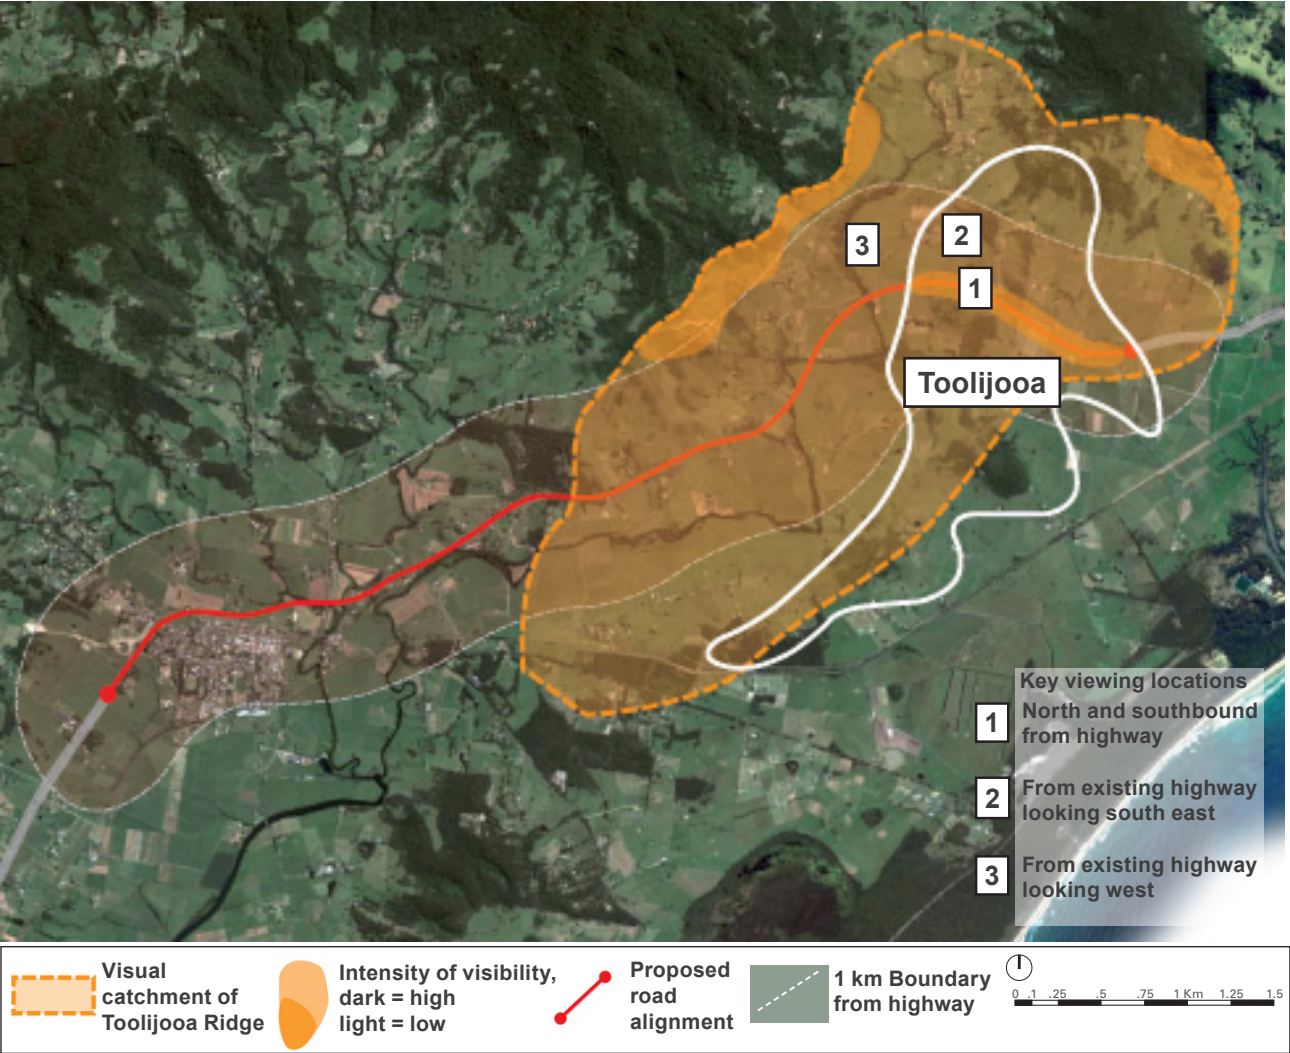 3
2
1
Toolijooa
Key viewing locations
1 North and southbound
from highway
2 From existing highway
looking south east
3 From existing highway
looking west
Visual
catchment of
Toolijooa Ridge
Intensity of visibility,
dark = high
light = low
Proposed
road
alignment
1 km Boundary
from highway
0 .1 .25 .5 .75 1 Km 1.25 1.5